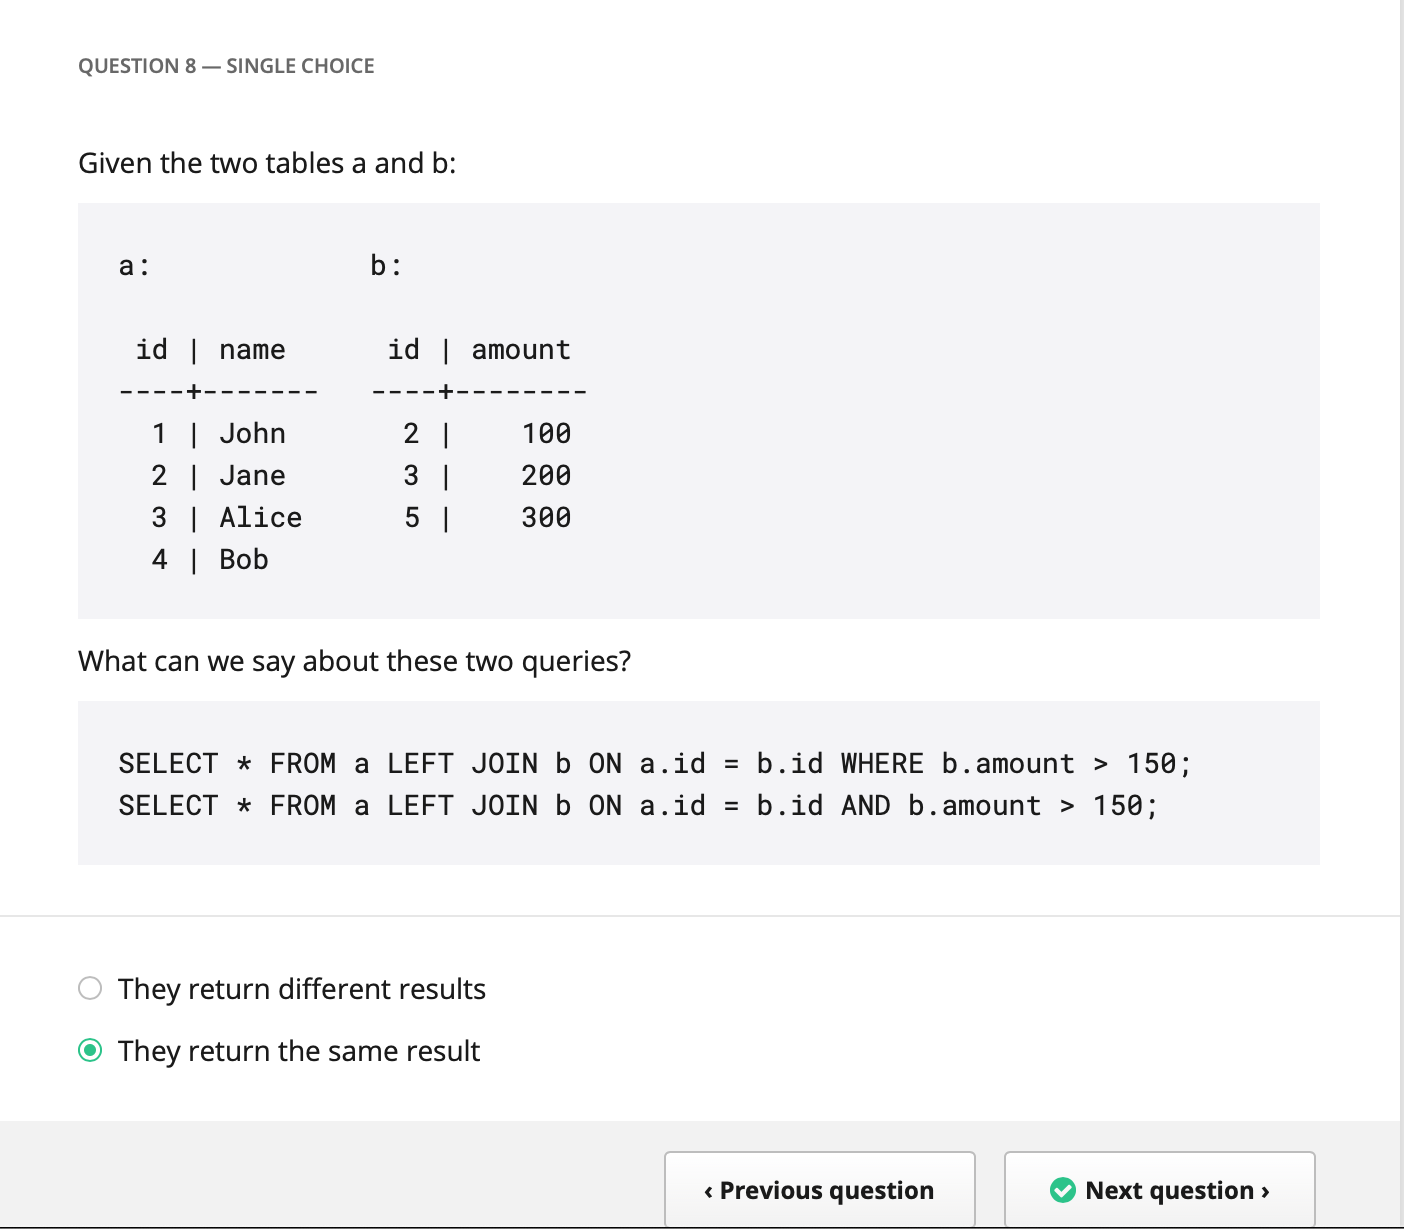 QUESTION 8 — SINGLE CHOICE
Given the two tables a and b:
a:             b:
 id | name      id | amount
----+-------   ----+--------
  1 | John       2 |    100
  2 | Jane       3 |    200
  3 | Alice      5 |    300
  4 | Bob
What can we say about these two queries?
SELECT * FROM a LEFT JOIN b ON a.id = b.id WHERE b.amount > 150;
SELECT * FROM a LEFT JOIN b ON a.id = b.id AND b.amount > 150;
They return different results
They return the same result
‹ Previous question
Next question ›